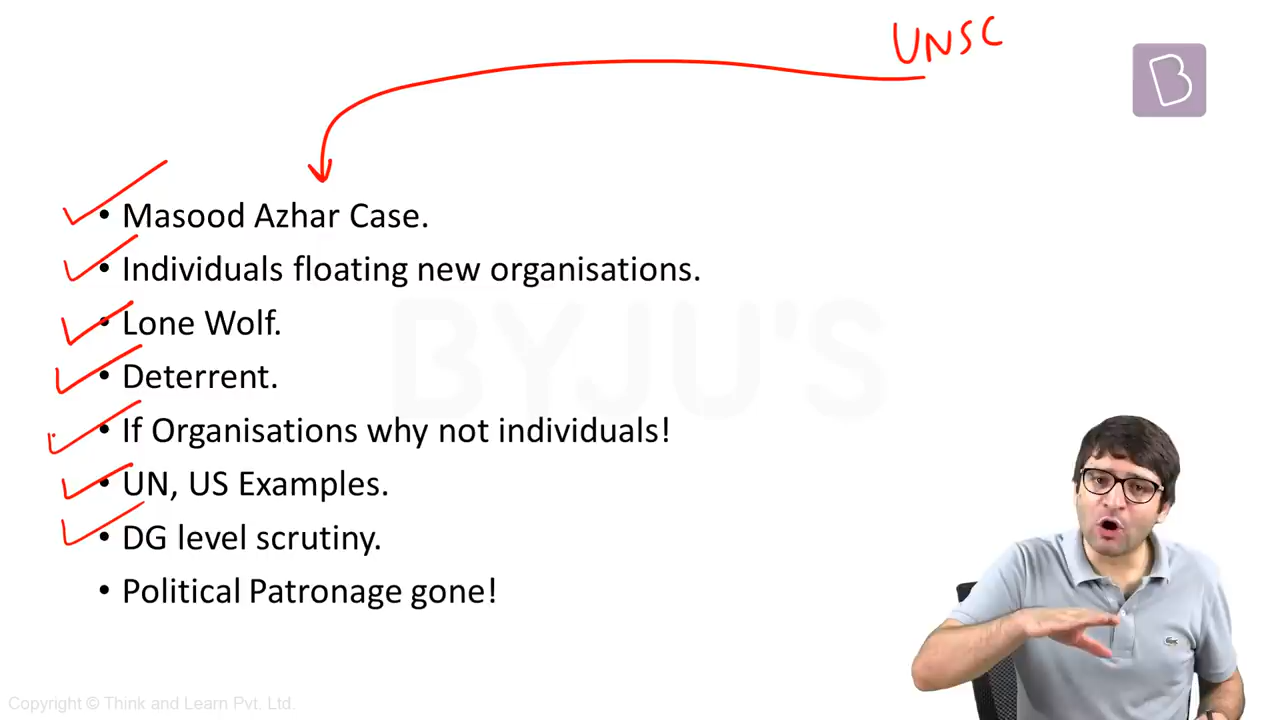 UNSC
B
• Masood Azhar Case.
• Individuals floating new organisations.
• Lone Wolf.
• Deterrent.
• If Organisations why not individuals!
• UN, US Examples.
• DG level scrutiny.
• Political Patronage gone!
BYJU'S
Copyright © Think and Learn Pvt. Ltd.